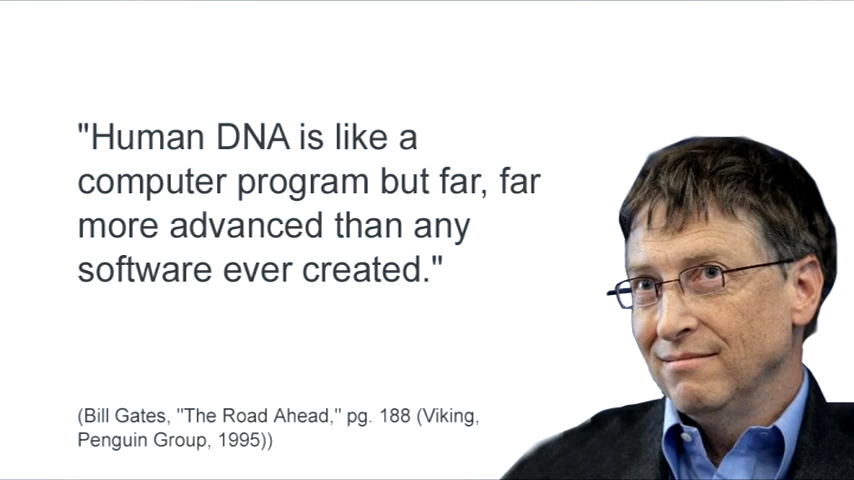 "Human DNA is like a
computer program but far, far
more advanced than any
software ever created."
(Bill Gates, "The Road Ahead," pg. 188 (Viking,
Penguin Group, 1995))